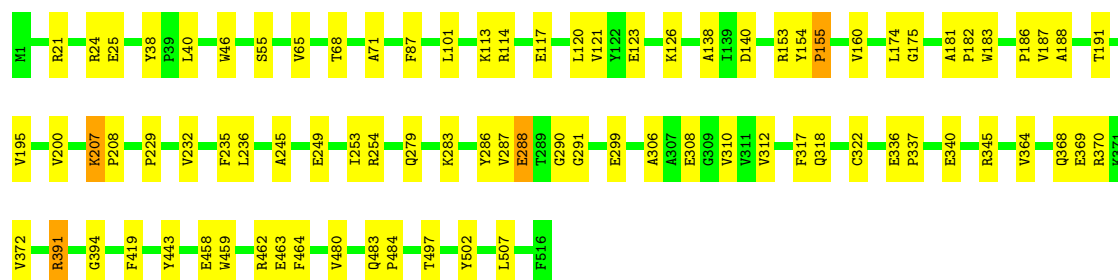 M1 R21 R24 E25 Y38 P39 L40 W46 S55 V65 T68 A71 F87 L101 K113 R114 E117 L120 V121 Y122 E123 K126 A138 I139 D140 R153 Y154 P155 V160 L174 G175 A181 P182 W183 P186 V187 A188 T191
V195 V200 K207 P208 P229 V232 F235 L236 A245 E249 I253 R254 Q279 K283 V286 V287 E288 T289 G290 G291 E299 A306 A307 E308 G309 V310 V311 V312 F317 Q318 C322 E336 P337 E340 R345 V364 Q368 E369 R370 K371
V372 R391 G394 F419 Y443 E458 W459 R462 E463 F464 V480 Q483 P484 T497 Y502 L507 F516